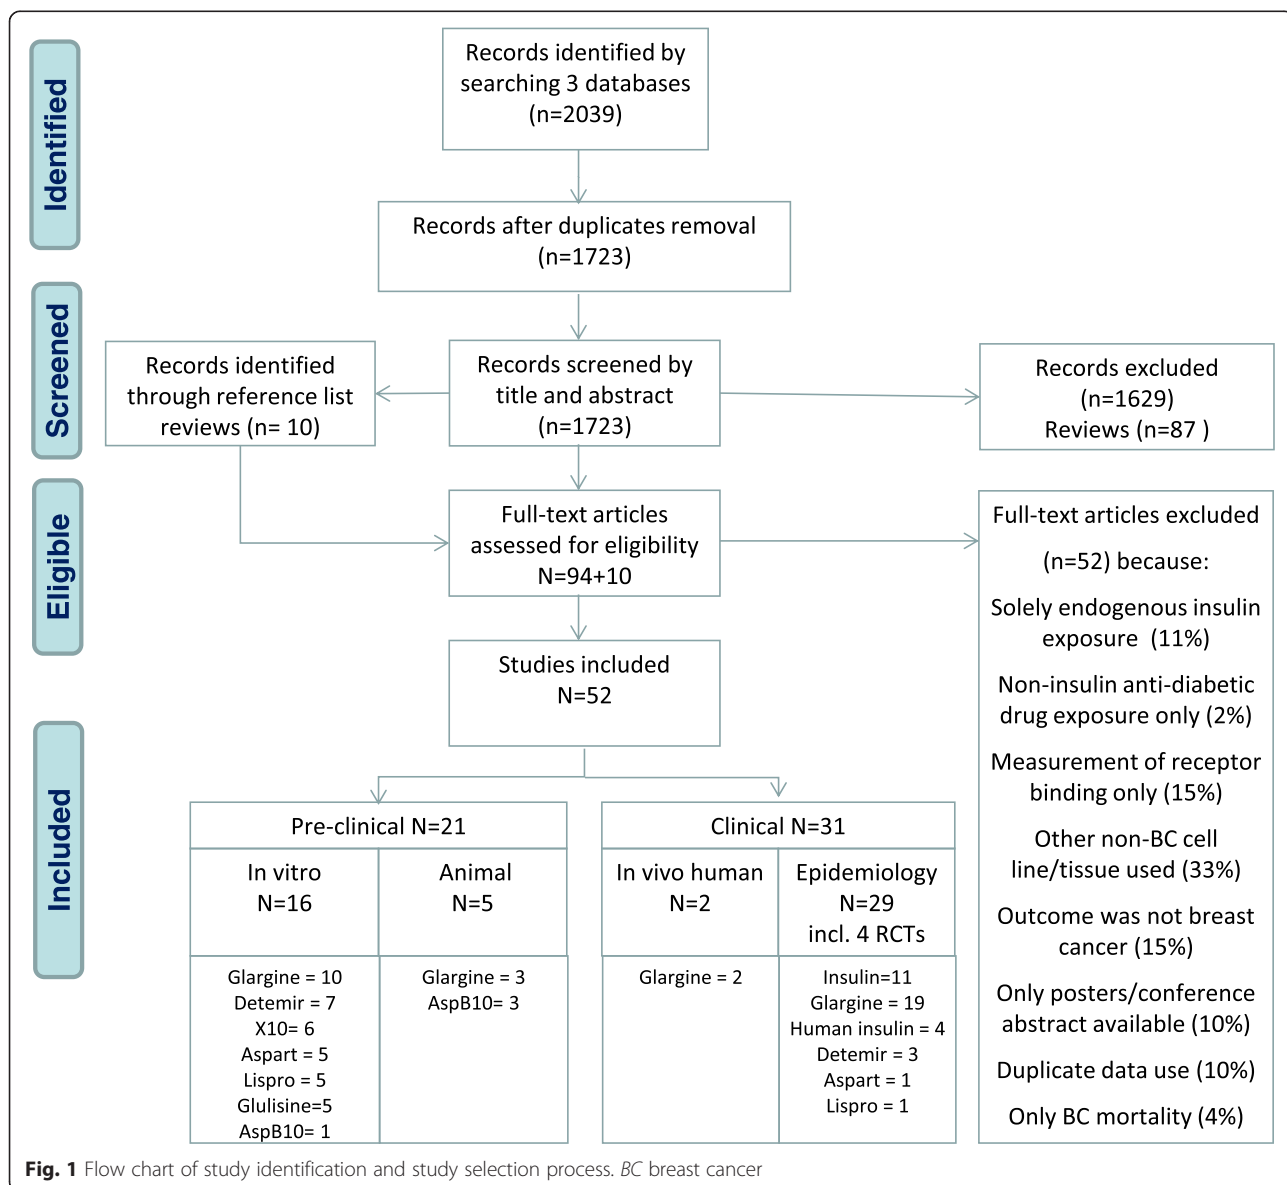 Identified
Records identified by
searching 3 databases
(n=2039)
Records after duplicates removal
(n=1723)
Screened
Records identified
through reference list
reviews (n= 10)
Records screened by
title and abstract
(n=1723)
Records excluded
(n=1629)
Reviews (n=87 )
Eligible
Full-text articles
assessed for eligibility
N=94+10
Full-text articles excluded
(n=52) because:
Solely endogenous insulin
exposure (11%)
Non-insulin anti-diabetic
drug exposure only (2%)
Measurement of receptor
binding only (15%)
Other non-BC cell
line/tissue used (33%)
Outcome was not breast
cancer (15%)
Only posters/conference
abstract available (10%)
Duplicate data use (10%)
Only BC mortality (4%)
Studies included
N=52
Included
Pre-clinical N=21
In vitro
N=16
Animal
N=5
Glargine = 10
Detemir = 7
X10= 6
Aspart = 5
Lispro = 5
Glulisine=5
AspB10= 1
Glargine = 3
AspB10= 3
Clinical N=31
In vivo human
N=2
Epidemiology
N=29
incl. 4 RCTs
Glargine = 2
Insulin=11
Glargine = 19
Human insulin = 4
Detemir = 3
Aspart = 1
Lispro = 1
Fig. 1 Flow chart of study identification and study selection process. BC breast cancer